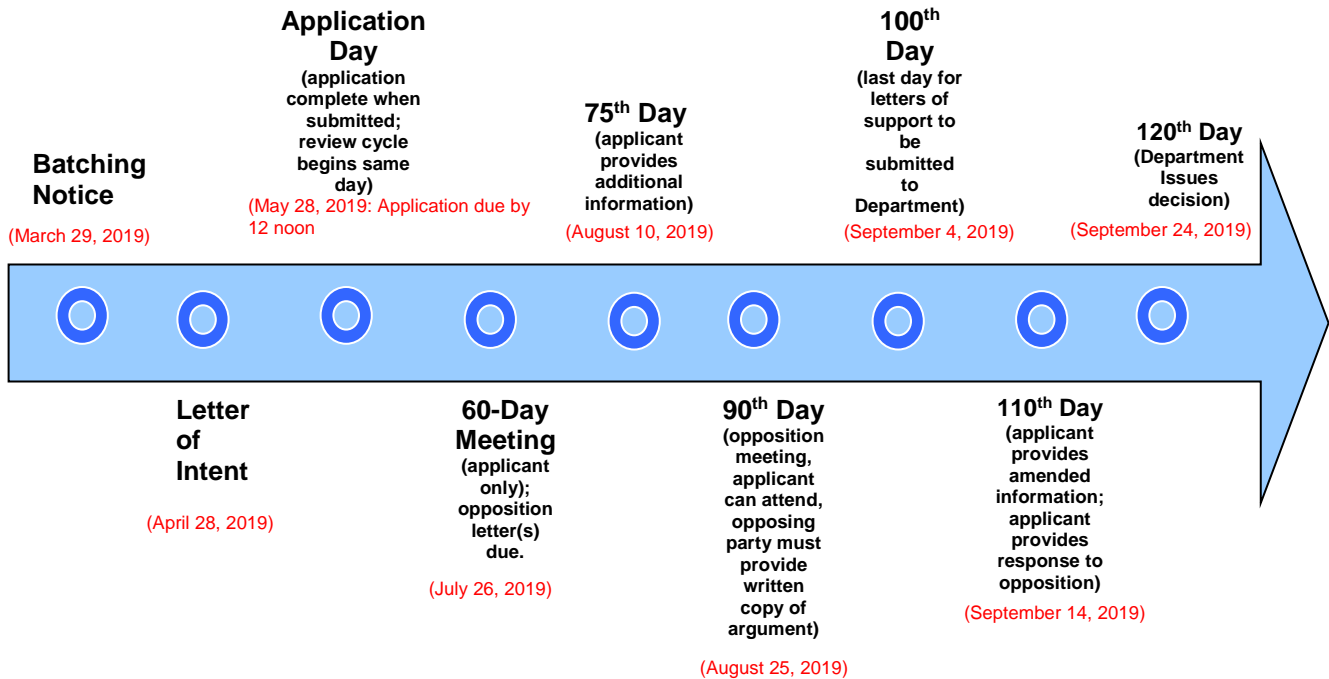 Batching
Notice
(March 29, 2019)
Letter
of
Intent
(April 28, 2019)
Application
Day
(application
complete when
submitted;
review cycle
begins same
day)
(May 28, 2019: Application due by
12 noon
60-Day
Meeting
(applicant
only);
opposition
letter(s)
due.
(July 26, 2019)
75th Day
(applicant
provides
additional
information)
(August 10, 2019)
90th Day
(opposition
meeting,
applicant
can attend,
opposing
party must
provide
written
copy of
argument)
(August 25, 2019)
100th
Day
(last day for
letters of
support to
be
submitted
to
Department)
(September 4, 2019)
110th Day
(applicant
provides
amended
information;
applicant
provides
response to
opposition)
(September 14, 2019)
120th Day
(Department
Issues
decision)
(September 24, 2019)